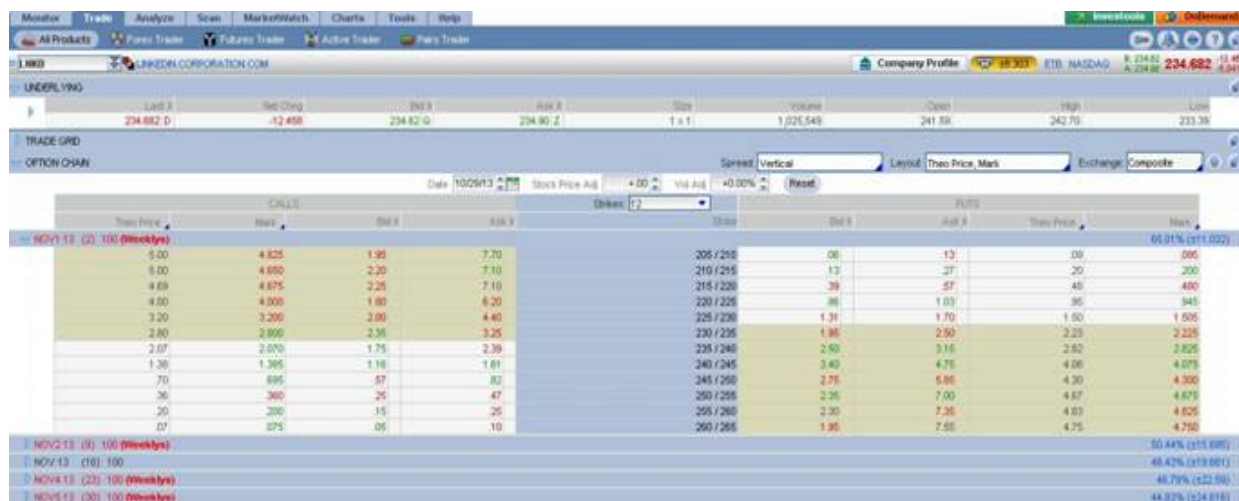 Monitor Trade Analyze Scan MarketWatch Charts Tools Help Investools OnDemand
All Products Forex Trader Futures Trader Active Trader Pairs Trader
LNKD LINKEDIN CORPORATION COM Company Profile ETB NASDAQ 234.682
UNDERLYING
Last X Net Chng Bid X Ask X Size Volume Open High Low
234.682 D -12.468 234.62 Q 234.90 Z 1 x 1 1,025,549 241.59 242.70 233.39
TRADE GRID
OPTION CHAIN Spread: Vertical Layout: Theo Price, Mark Exchange: Composite
Date 10/29/13 Stock Price Adj +.00 Vol Adj +0.00% Reset
CALLS Strikes: 12 PUTS
Theo Price Mark Bid X Ask X Strike Bid X Ask X Theo Price Mark
NOV1 13 (2) 100 (Weeklys)
5.00 4.825 1.95 7.70 205 / 210 .06 .13 .09 .095
5.00 4.650 2.20 7.10 210 / 215 .13 .27 .20 .200
4.69 4.675 2.25 7.10 215 / 220 .39 .57 .48 .480
4.00 4.000 1.80 6.20 220 / 225 .86 1.03 .95 .945
3.20 3.200 2.00 4.40 225 / 230 1.31 1.70 1.50 1.505
2.80 2.800 2.35 3.25 230 / 235 1.95 2.50 2.23 2.225
2.07 2.070 1.75 2.39 235 / 240 2.50 3.15 2.82 2.825
1.38 1.385 1.16 1.61 240 / 245 3.40 4.75 4.08 4.075
.70 .695 .57 .82 245 / 250 2.75 5.85 4.30 4.300
.36 .360 .25 .47 250 / 255 2.35 7.00 4.67 4.675
.20 .200 .15 .25 255 / 260 2.30 7.35 4.83 4.825
.07 .075 .05 .10 260 / 265 1.95 7.55 4.75 4.750
NOV2 13 (9) 100 (Weeklys)
NOV 13 (16) 100
NOV4 13 (23) 100 (Weeklys)
NOV5 13 (30) 100 (Weeklys)